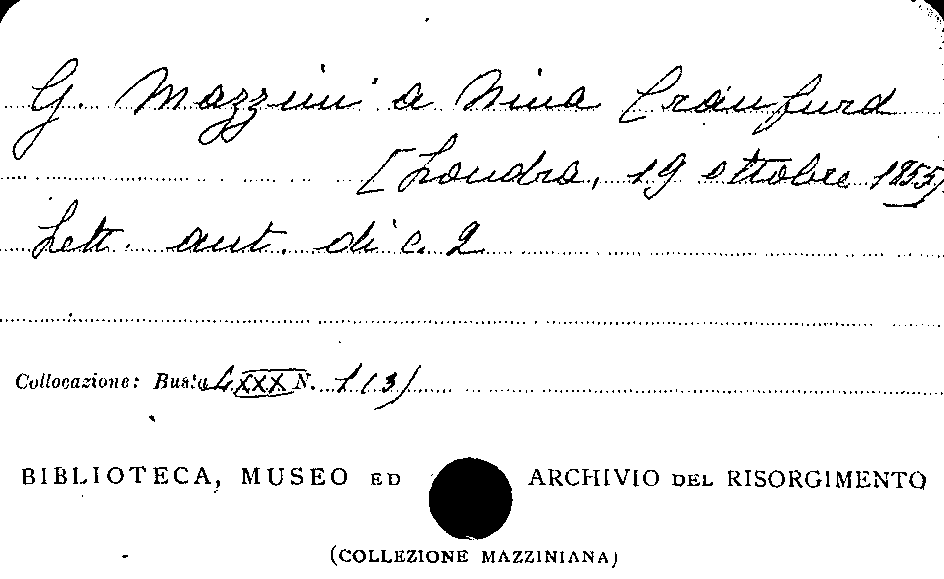 G. Mazzini a Nina Craufurd
[Londra, 19 ottobre 1855]
Lett. aut. di c. 2
Collocazione: Busta LXXX N. 1 (3)
BIBLIOTECA, MUSEO ED ARCHIVIO DEL RISORGIMENTO
(COLLEZIONE MAZZINIANA)